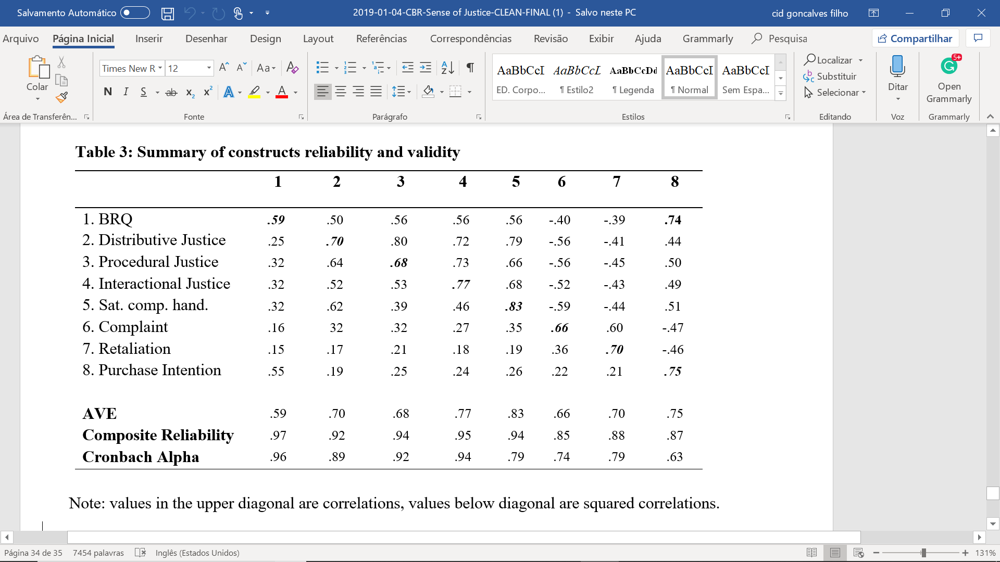 Salvamento Automático
2019-01-04-CBR-Sense of Justice-CLEAN-FINAL (1) - Salvo neste PC
cid goncalves filho
Arquivo Página Inicial Inserir Desenhar Design Layout Referências Correspondências Revisão Exibir Ajuda Grammarly Pesquisa Compartilhar
Colar
Área de Transferên...
Times New R 12 Aa
N I S ab x₂ x² A A
Fonte
Parágrafo
AaBbCcI AaBbCcL AaBbCcDd AaBbCcI AaBbCcI
ED. Corpo... ¶ Estilo2 ¶ Legenda ¶ Normal Sem Espa...
Estilos
Localizar
Substituir
Selecionar
Editando
Ditar
Voz
5+
Open
Grammarly
Grammarly
Table 3: Summary of constructs reliability and validity
1 2 3 4 5 6 7 8
1. BRQ .59 .50 .56 .56 .56 -.40 -.39 .74
2. Distributive Justice .25 .70 .80 .72 .79 -.56 -.41 .44
3. Procedural Justice .32 .64 .68 .73 .66 -.56 -.45 .50
4. Interactional Justice .32 .52 .53 .77 .68 -.52 -.43 .49
5. Sat. comp. hand. .32 .62 .39 .46 .83 -.59 -.44 .51
6. Complaint .16 32 .32 .27 .35 .66 .60 -.47
7. Retaliation .15 .17 .21 .18 .19 .36 .70 -.46
8. Purchase Intention .55 .19 .25 .24 .26 .22 .21 .75
AVE .59 .70 .68 .77 .83 .66 .70 .75
Composite Reliability .97 .92 .94 .95 .94 .85 .88 .87
Cronbach Alpha .96 .89 .92 .94 .79 .74 .79 .63
Note: values in the upper diagonal are correlations, values below diagonal are squared correlations.
Página 34 de 35 7454 palavras Inglês (Estados Unidos) 131%